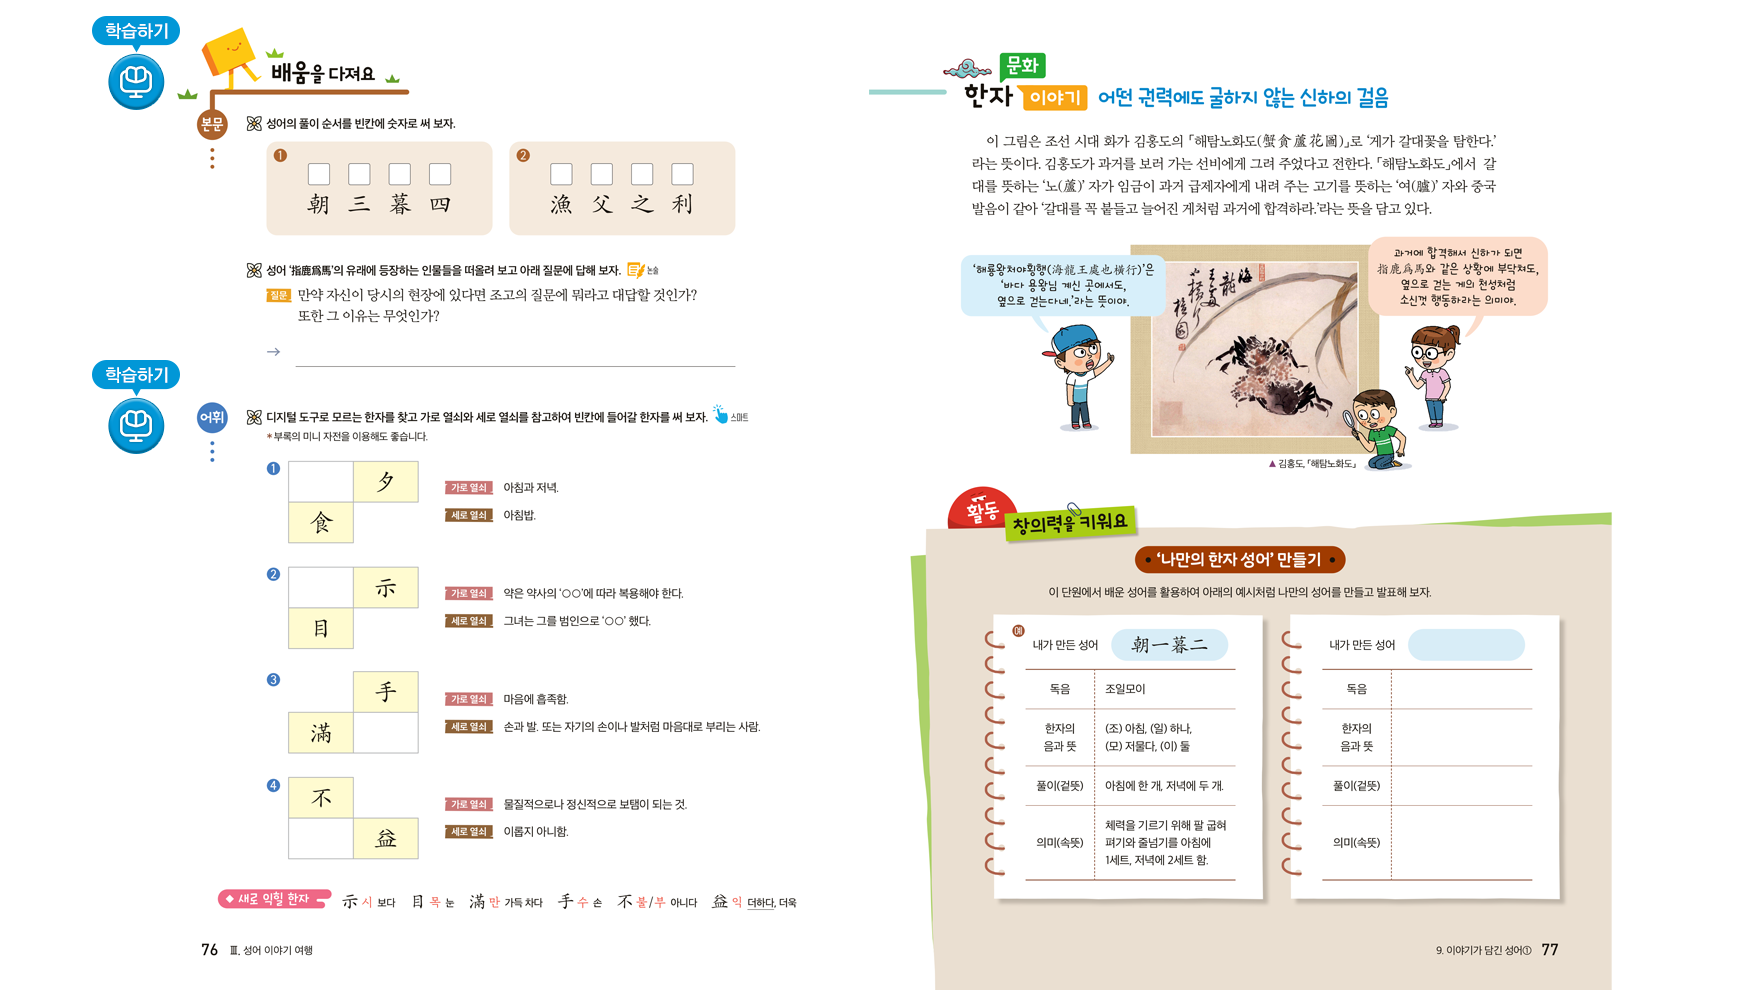 학습하기
배움을 다져요
본문
성어의 풀이 순서를 빈칸에 숫자로 써 보자.
1
朝 三 暮 四
2
漁 父 之 利
성어 ‘指鹿爲馬’의 유래에 등장하는 인물들을 떠올려 보고 아래 질문에 답해 보자. 논술
질문 만약 자신이 당시의 현장에 있다면 조고의 질문에 뭐라고 대답할 것인가?
또한 그 이유는 무엇인가?
→
학습하기
어휘
디지털 도구로 모르는 한자를 찾고 가로 열쇠와 세로 열쇠를 참고하여 빈칸에 들어갈 한자를 써 보자. 스마트
*부록의 미니 자전을 이용해도 좋습니다.
1
夕
食
가로 열쇠 아침과 저녁.
세로 열쇠 아침밥.
2
示
目
가로 열쇠 약은 약사의 ‘○○’에 따라 복용해야 한다.
세로 열쇠 그녀는 그를 범인으로 ‘○○’ 했다.
3
手
滿
가로 열쇠 마음에 흡족함.
세로 열쇠 손과 발. 또는 자기의 손이나 발처럼 마음대로 부리는 사람.
4
不
益
가로 열쇠 물질적으로나 정신적으로 보탬이 되는 것.
세로 열쇠 이롭지 아니함.
◆ 새로 익힐 한자 示 시 보다 目 목 눈 滿 만 가득 차다 手 수 손 不 불/부 아니다 益 익 더하다, 더욱
76 Ⅲ. 성어 이야기 여행
문화
한자 이야기 어떤 권력에도 굴하지 않는 신하의 걸음
이 그림은 조선 시대 화가 김홍도의 「해탐노화도(蟹貪蘆花圖)」로 ‘게가 갈대꽃을 탐한다.’
라는 뜻이다. 김홍도가 과거를 보러 가는 선비에게 그려 주었다고 전한다. 「해탐노화도」에서 갈
대를 뜻하는 ‘노(蘆)’ 자가 임금이 과거 급제자에게 내려 주는 고기를 뜻하는 ‘여(臚)’ 자와 중국
발음이 같아 ‘갈대를 꼭 붙들고 늘어진 게처럼 과거에 합격하라.’라는 뜻을 담고 있다.
‘해룡왕처야횡행(海龍王處也橫行)’은
‘바다 용왕님 계신 곳에서도,
옆으로 걷는다네.’라는 뜻이야.
海龍
王處也
橫行
檀園
과거에 합격해서 신하가 되면
指鹿爲馬와 같은 상황에 부닥쳐도,
옆으로 걷는 게의 천성처럼
소신껏 행동하라는 의미야.
▲ 김홍도, 「해탐노화도」
활동
창의력을 키워요
• ‘나만의 한자 성어’ 만들기 •
이 단원에서 배운 성어를 활용하여 아래의 예시처럼 나만의 성어를 만들고 발표해 보자.
예
내가 만든 성어 朝一暮二
독음 조일모이
한자의 음과 뜻 (조) 아침, (일) 하나,
(모) 저물다, (이) 둘
풀이(겉뜻) 아침에 한 개, 저녁에 두 개.
의미(속뜻) 체력을 기르기 위해 팔 굽혀
펴기와 줄넘기를 아침에
1세트, 저녁에 2세트 함.
내가 만든 성어
독음
한자의
음과 뜻
풀이(겉뜻)
의미(속뜻)
9. 이야기가 담긴 성어① 77